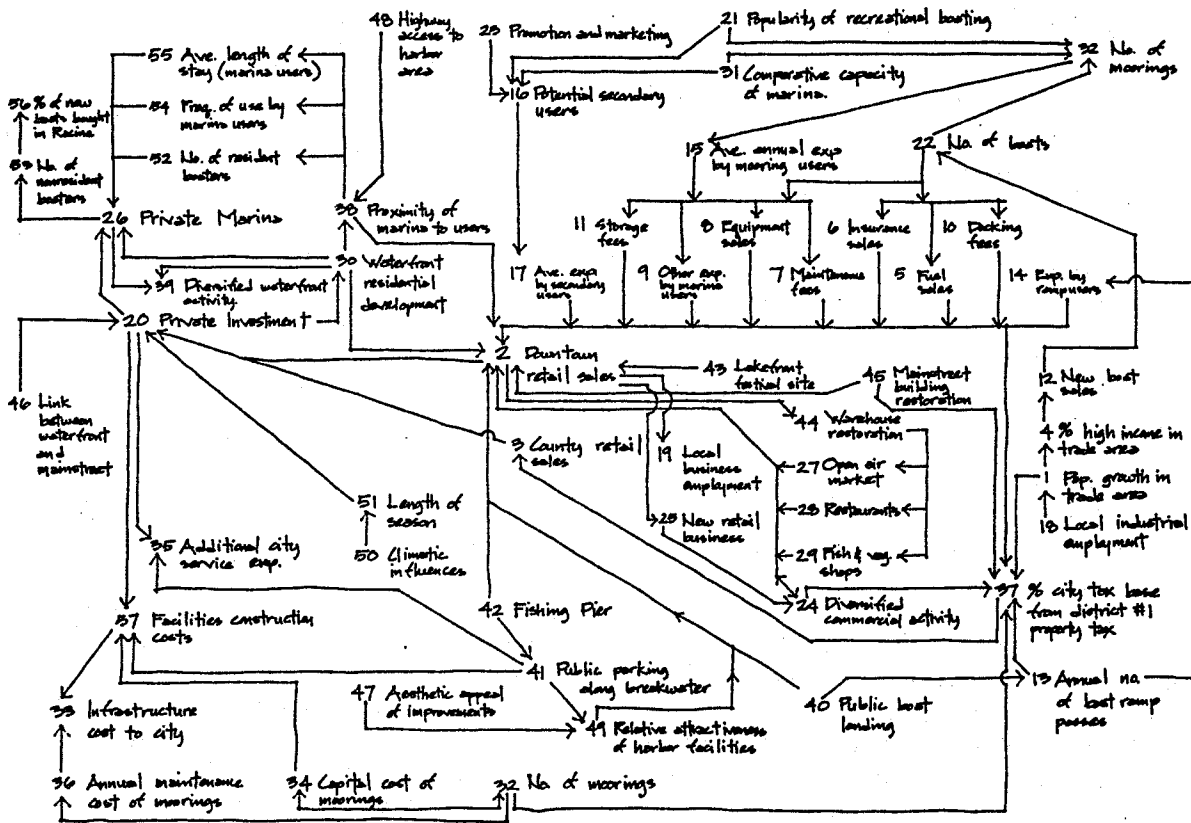 48 Highway
access to
harbor
area
23 Promotion and marketing
21 Popularity of recreational boating
32 No. of
moorings
55 Ave. length of
stay (marina users)
31 Comparative capacity
of marina.
16 Potential secondary
users
56 % of new
boats bought
in Racine
54 Freq. of use by
marina users
15 Ave. annual exp
by mooring users
22 No. of boats
53 No. of
nonresident
boaters
52 No. of resident
boaters
26 Private Marina
38 Proximity of
marina to users
11 Storage
fees
8 Equipment
sales
6 Insurance
sales
10 Docking
fees
30 Waterfront
residential
development
39 Diversified waterfront
activity
17 Ave. exp
by secondary
users
9 Other exp.
by marina
users
7 Maintenance
fees
5 Fuel
sales
14 Exp. by
ramp users
20 Private Investment
2 Downtown
retail sales
43 Lakefront
festival site
45 Mainstreet
building
restoration
12 New boat
sales
46 Link
between
waterfront
and
mainstreet
44 Warehouse
restoration
4 % high income in
trade area
3 County retail
sales
19 Local
business
employment
27 Open air
market
1 Pop. growth in
trade area
51 Length of
season
25 New retail
business
28 Restaurants
18 Local industrial
employment
35 Additional city
service exp.
50 Climatic
influences
29 Fish & veg.
shops
37 Facilities construction
costs
42 Fishing Pier
24 Diversified
commercial activity
37 % city tax base
from district #1
property tax
41 Public parking
along breakwater
47 Aesthetic appeal
of improvements
40 Public boat
landing
13 Annual no.
of boat ramp
passes
33 Infrastructure
cost to city
49 Relative attractiveness
of harbor facilities
36 Annual maintenance
cost of moorings
34 Capital cost of
moorings
32 No. of moorings